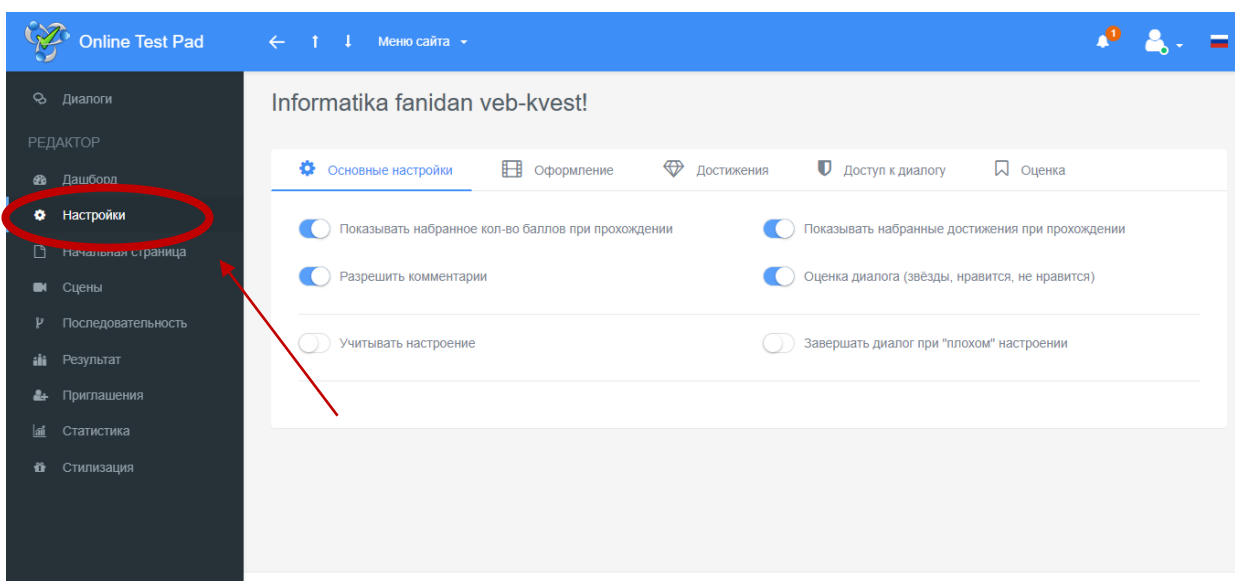 Online Test Pad
Меню сайта
1
Диалоги
РЕДАКТОР
Дашборд
Настройки
Начальная страница
Сцены
Последовательность
Результат
Приглашения
Статистика
Стилизация
Informatika fanidan veb-kvest!
Основные настройки Оформление Достижения Доступ к диалогу Оценка
Показывать набранное кол-во баллов при прохождении Показывать набранные достижения при прохождении
Разрешить комментарии Оценка диалога (звёзды, нравится, не нравится)
Учитывать настроение Завершать диалог при "плохом" настроении